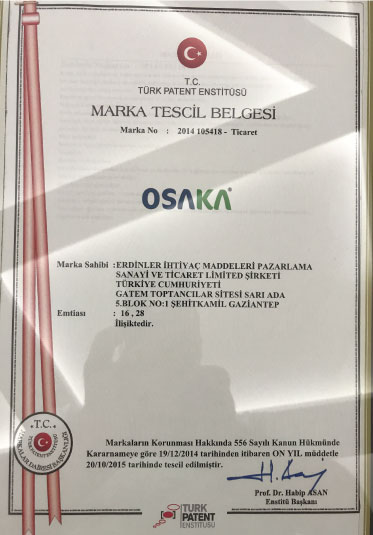 T.C.
TÜRK PATENT ENSTİTÜSÜ
MARKA TESCİL BELGESİ
Marka No : 2014 105418 - Ticaret
OSAKA
Marka Sahibi :ERDİNLER İHTİYAÇ MADDELERİ PAZARLAMA
SANAYİ VE TİCARET LİMİTED ŞİRKETİ
TÜRKİYE CUMHURİYETİ
GATEM TOPTANCILAR SİTESİ SARI ADA
5.BLOK NO:1 ŞEHİTKAMİL GAZİANTEP
Emtiası : 16 , 28
İlişiktedir.
T.C.
MARKALAR DAİRESİ BAŞKANLIĞI
Markaların Korunması Hakkında 556 Sayılı Kanun Hükmünde
Kararnameye göre 19/12/2014 tarihinden itibaren ON YIL müddetle
20/10/2015 tarihinde tescil edilmiştir.
Prof. Dr. Habip ASAN
Enstitü Başkanı
TÜRK
PATENT
ENSTİTÜSÜ